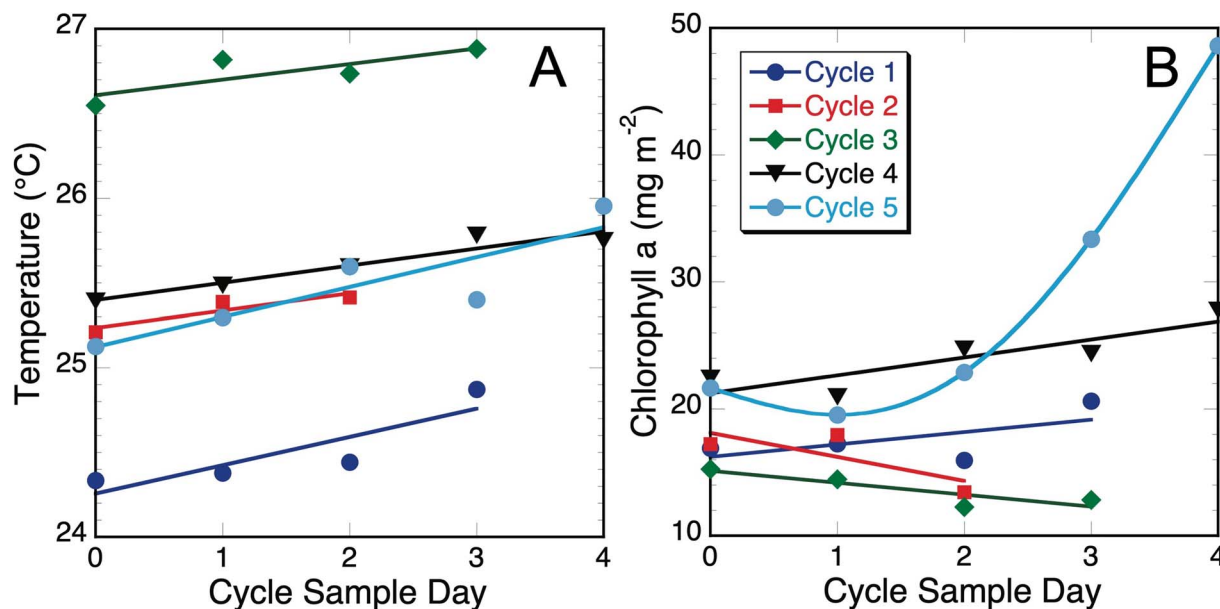 27
26
25
24
Temperature (°C)
A
0 1 2 3 4
Cycle Sample Day
50
40
30
20
10
Chlorophyll a (mg m-2)
B
Cycle 1
Cycle 2
Cycle 3
Cycle 4
Cycle 5
0 1 2 3 4
Cycle Sample Day